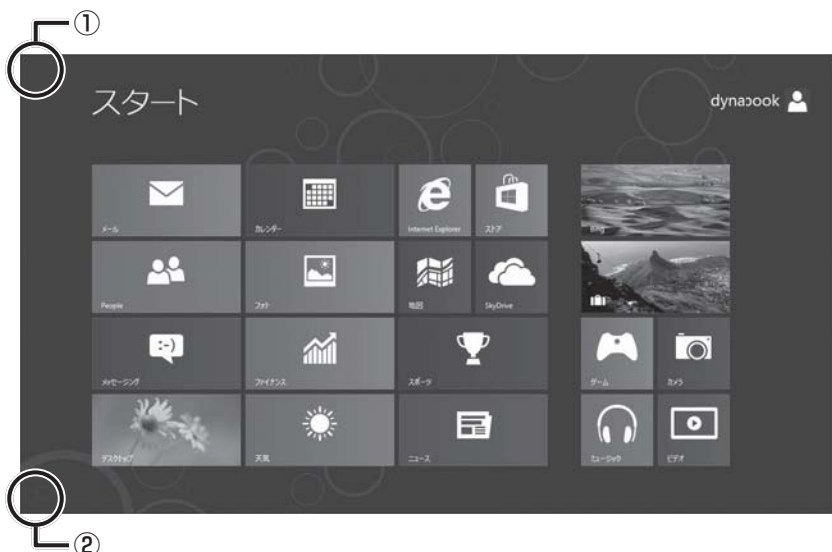 ①
スタート
dynabook
メール
カレンダー
Internet Explorer
ストア
Bing
People
フォト
地図
SkyDrive
メッセージング
:-)
ファイナンス
スポーツ
ゲーム
カメラ
デスクトップ
天気
ニュース
ミュージック
ビデオ
②